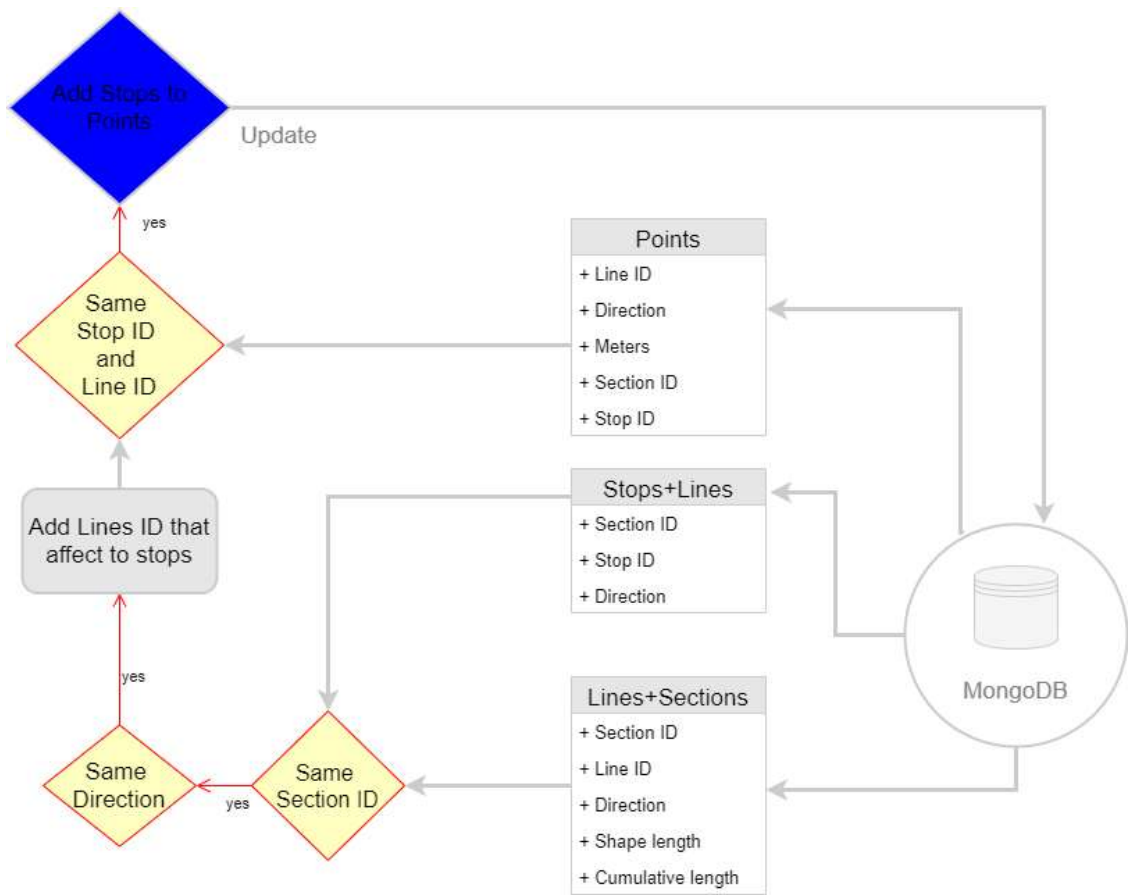 Add Stops to
Points
Update
yes
Same
Stop ID
and
Line ID
Points
+ Line ID
+ Direction
+ Meters
+ Section ID
+ Stop ID
Add Lines ID that
affect to stops
Stops+Lines
+ Section ID
+ Stop ID
+ Direction
MongoDB
yes
Same
Direction
yes
Same
Section ID
Lines+Sections
+ Section ID
+ Line ID
+ Direction
+ Shape length
+ Cumulative length